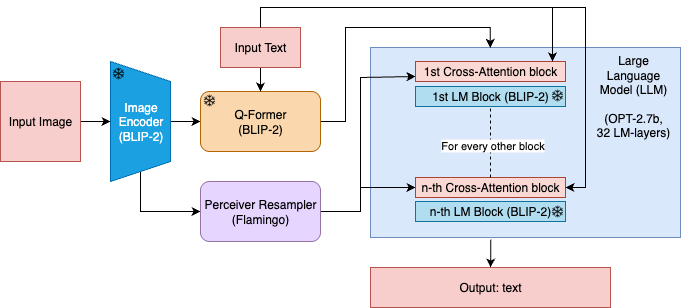 Input Text
Input Image
Image
Encoder
(BLIP-2)
Q-Former
(BLIP-2)
Perceiver Resampler
(Flamingo)
1st Cross-Attention block
1st LM Block (BLIP-2)
For every other block
n-th Cross-Attention block
n-th LM Block (BLIP-2)
Large
Language
Model (LLM)
(OPT-2.7b,
32 LM-layers)
Output: text